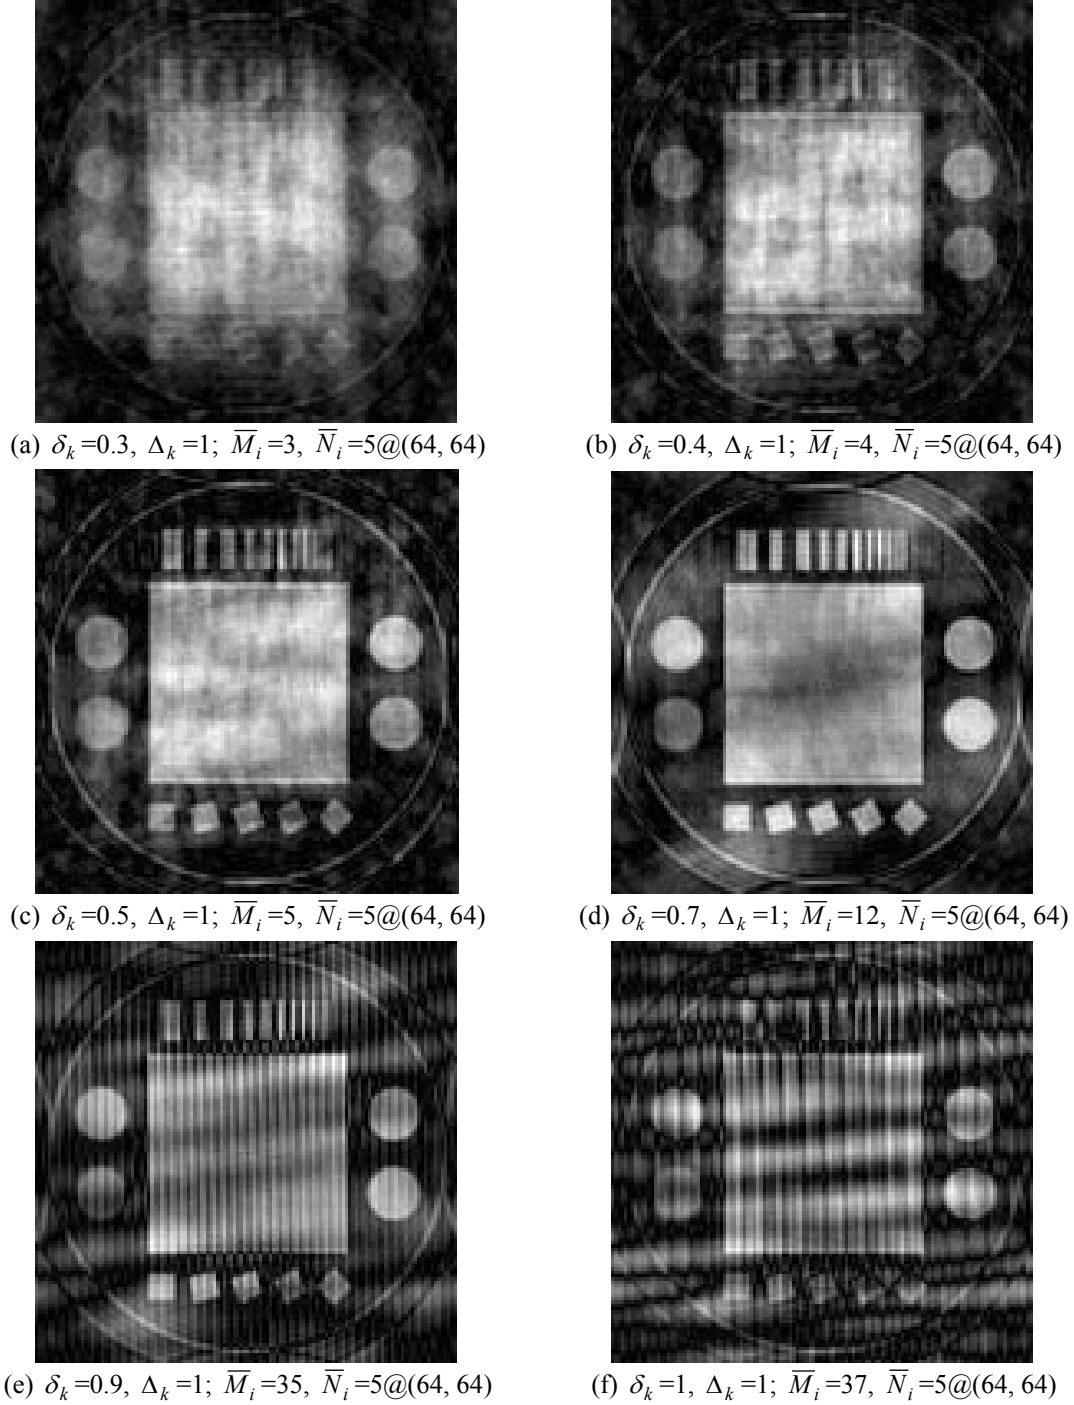 (a) δₖ=0.3, Δₖ=1; M̅ᵢ=3, N̅ᵢ=5@(64, 64)
(b) δₖ=0.4, Δₖ=1; M̅ᵢ=4, N̅ᵢ=5@(64, 64)
(c) δₖ=0.5, Δₖ=1; M̅ᵢ=5, N̅ᵢ=5@(64, 64)
(d) δₖ=0.7, Δₖ=1; M̅ᵢ=12, N̅ᵢ=5@(64, 64)
(e) δₖ=0.9, Δₖ=1; M̅ᵢ=35, N̅ᵢ=5@(64, 64)
(f) δₖ=1, Δₖ=1; M̅ᵢ=37, N̅ᵢ=5@(64, 64)